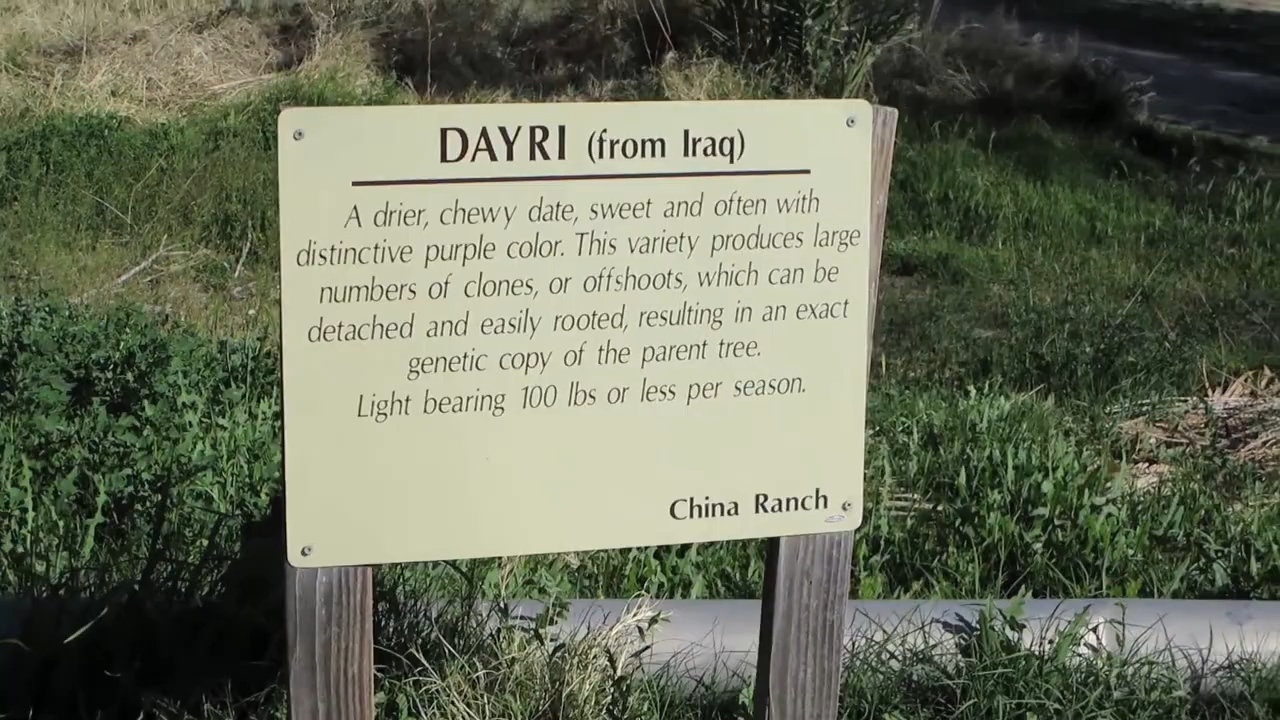 DAYRI (from Iraq)
A drier, chewy date, sweet and often with
distinctive purple color. This variety produces large
numbers of clones, or offshoots, which can be
detached and easily rooted, resulting in an exact
genetic copy of the parent tree.
Light bearing 100 lbs or less per season.
China Ranch